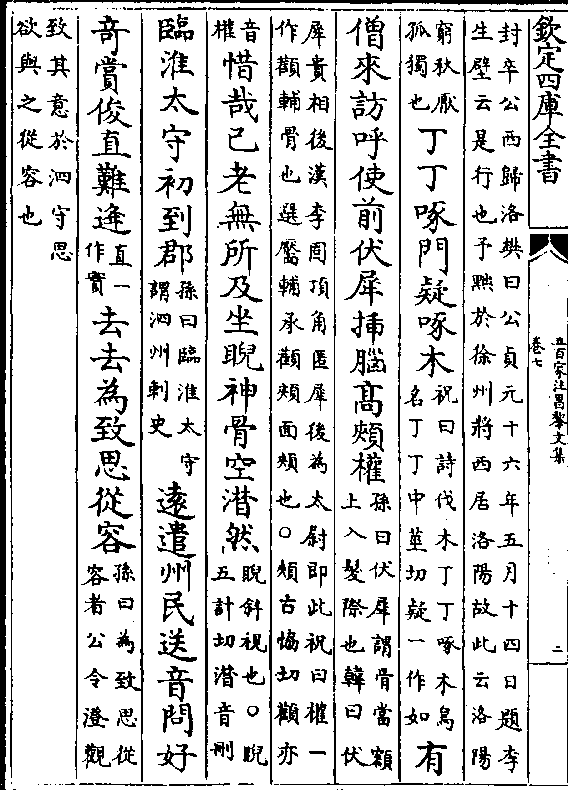 欽定四庫全書
五百家注昌黎文集
卷七
二
封卒公西歸洛樊曰公貞元十六年五月十四日題李
生壁云是行也予黜於徐州將西居洛陽故此云洛陽
窮秋厭
孤獨也
丁丁啄門疑啄木
祝曰詩伐木丁丁啄木鳥
名丁丁中莖切疑一作如
有
僧來訪呼使前伏犀揷腦髙頰權
孫曰伏犀謂骨當額
上入髮際也韓曰伏
犀貴相後漢李固頂角匿犀後為太尉即此祝曰權一
作顴輔骨也選靨輔承顴頰面頰也○頰古協切顴亦
音
權
惜哉己老無所及坐睨神骨空潸然
睨斜視也○睨
五計切潸音刪
臨淮太守初到郡
孫曰臨淮太守
謂泗州刺史
逺遣州民送音問好
竒賞俊直難逢
直一
作實
去去為致思從容
孫曰為致思從
容者公令澄觀
致其意於泗守思
欲與之從容也